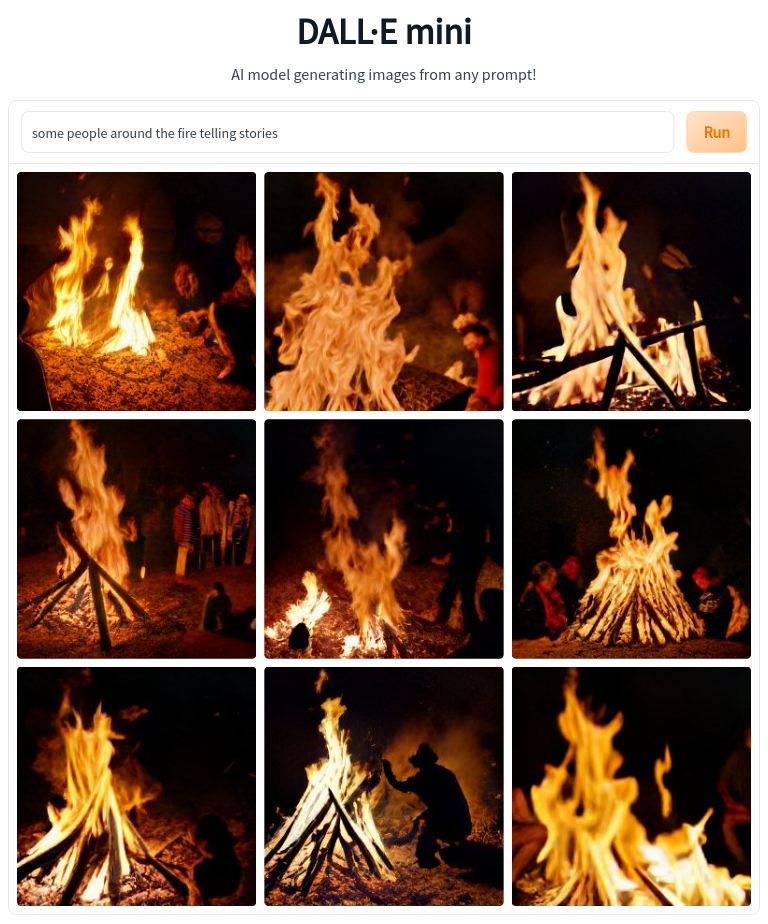 DALL·E mini
AI model generating images from any prompt!
some people around the fire telling stories
Run